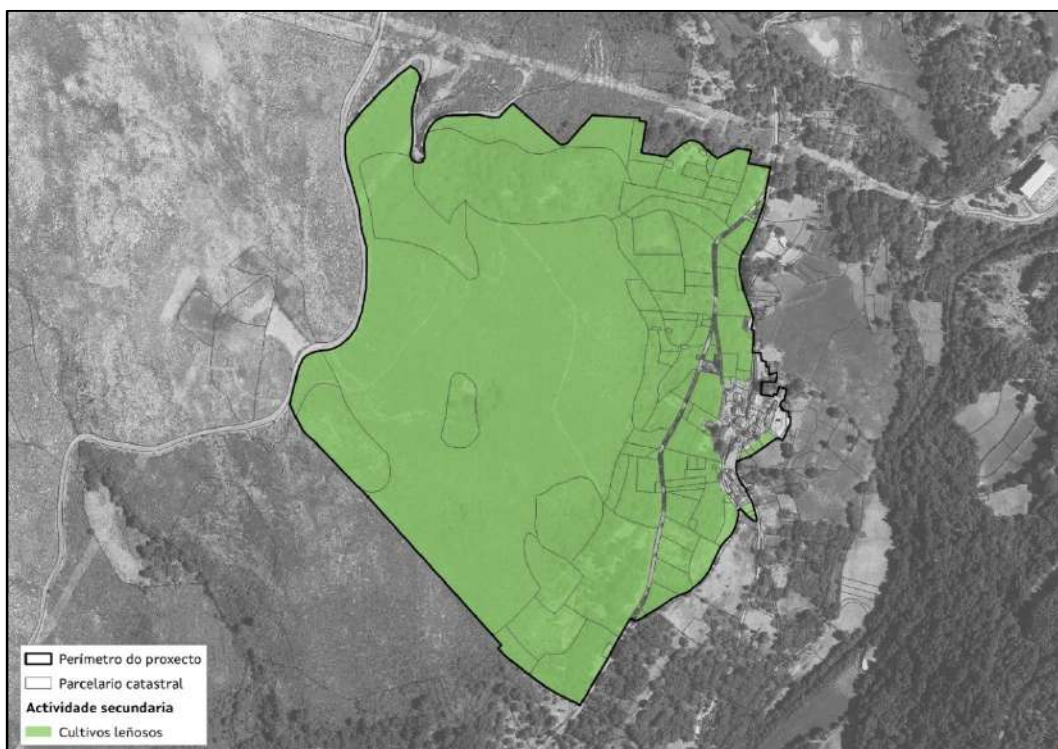 Perímetro do proxecto
Parcelario catastral
Actividade secundaria
Cultivos leñosos